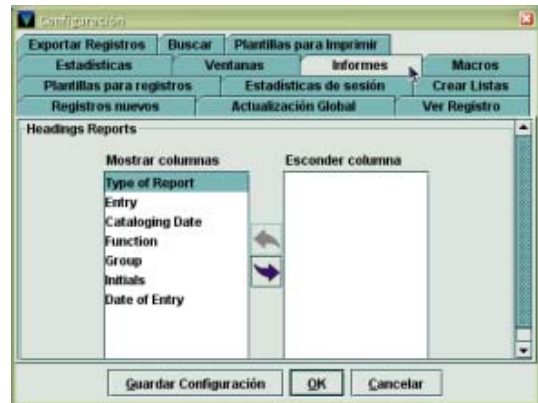 Configuración
Exportar Registros Buscar Plantillas para Imprimir
Estadísticas Ventanas Informes Macros
Plantillas para registros Estadísticas de sesión Crear Listas
Registros nuevos Actualización Global Ver Registro
Headings Reports
Mostrar columnas Esconder columna
Type of Report
Entry
Cataloging Date
Function
Group
Initials
Date of Entry
Guardar Configuración OK Cancelar